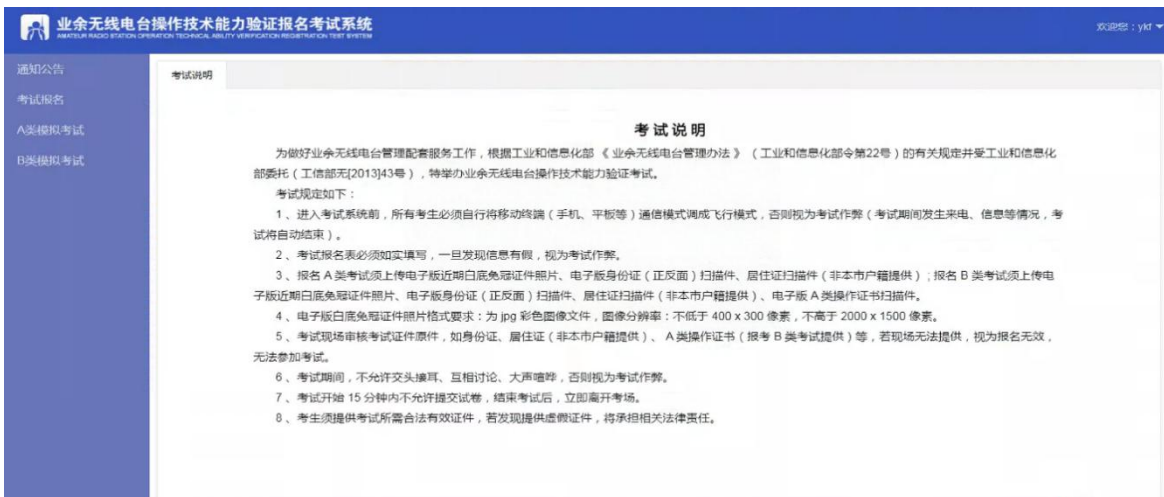 业余无线电台操作技术能力验证报名考试系统
AMATEUR RADIO STATION OPERATION TECHNICAL ABILITY VERIFICATION REGISTRATION TEST SYSTEM
欢迎您：ykf
通知公告
考试报名
A类模拟考试
B类模拟考试
考试说明
考试说明
为做好业余无线电台管理配套服务工作，根据工业和信息化部《业余无线电台管理办法》（工业和信息化部令第22号）的有关规定并受工业和信息化
部委托（工信部无[2013]43号），特举办业余无线电台操作技术能力验证考试。
考试规定如下：
1、进入考试系统前，所有考生必须自行将移动终端（手机、平板等）通信模式调成飞行模式，否则视为考试作弊（考试期间发生来电、信息等情况，考
试将自动结束）。
2、考试报名表必须如实填写，一旦发现信息有假，视为考试作弊。
3、报名 A 类考试须上传电子版近期白底免冠证件照片、电子版身份证（正反面）扫描件、居住证扫描件（非本市户籍提供）；报名 B 类考试须上传电
子版近期白底免冠证件照片、电子版身份证（正反面）扫描件、居住证扫描件（非本市户籍提供）、电子版 A 类操作证书扫描件。
4、电子版白底免冠证件照片格式要求：为 jpg 彩色图像文件，图像分辨率：不低于 400 x 300 像素，不高于 2000 x 1500 像素。
5、考试现场审核考试证件原件，如身份证、居住证（非本市户籍提供）、A 类操作证书（报考 B 类考试提供）等，若现场无法提供，视为报名无效，
无法参加考试。
6、考试期间，不允许交头接耳、互相讨论、大声喧哗，否则视为考试作弊。
7、考试开始 15 分钟内不允许提交试卷，结束考试后，立即离开考场。
8、考生须提供考试所需合法有效证件，若发现提供虚假证件，将承担相关法律责任。